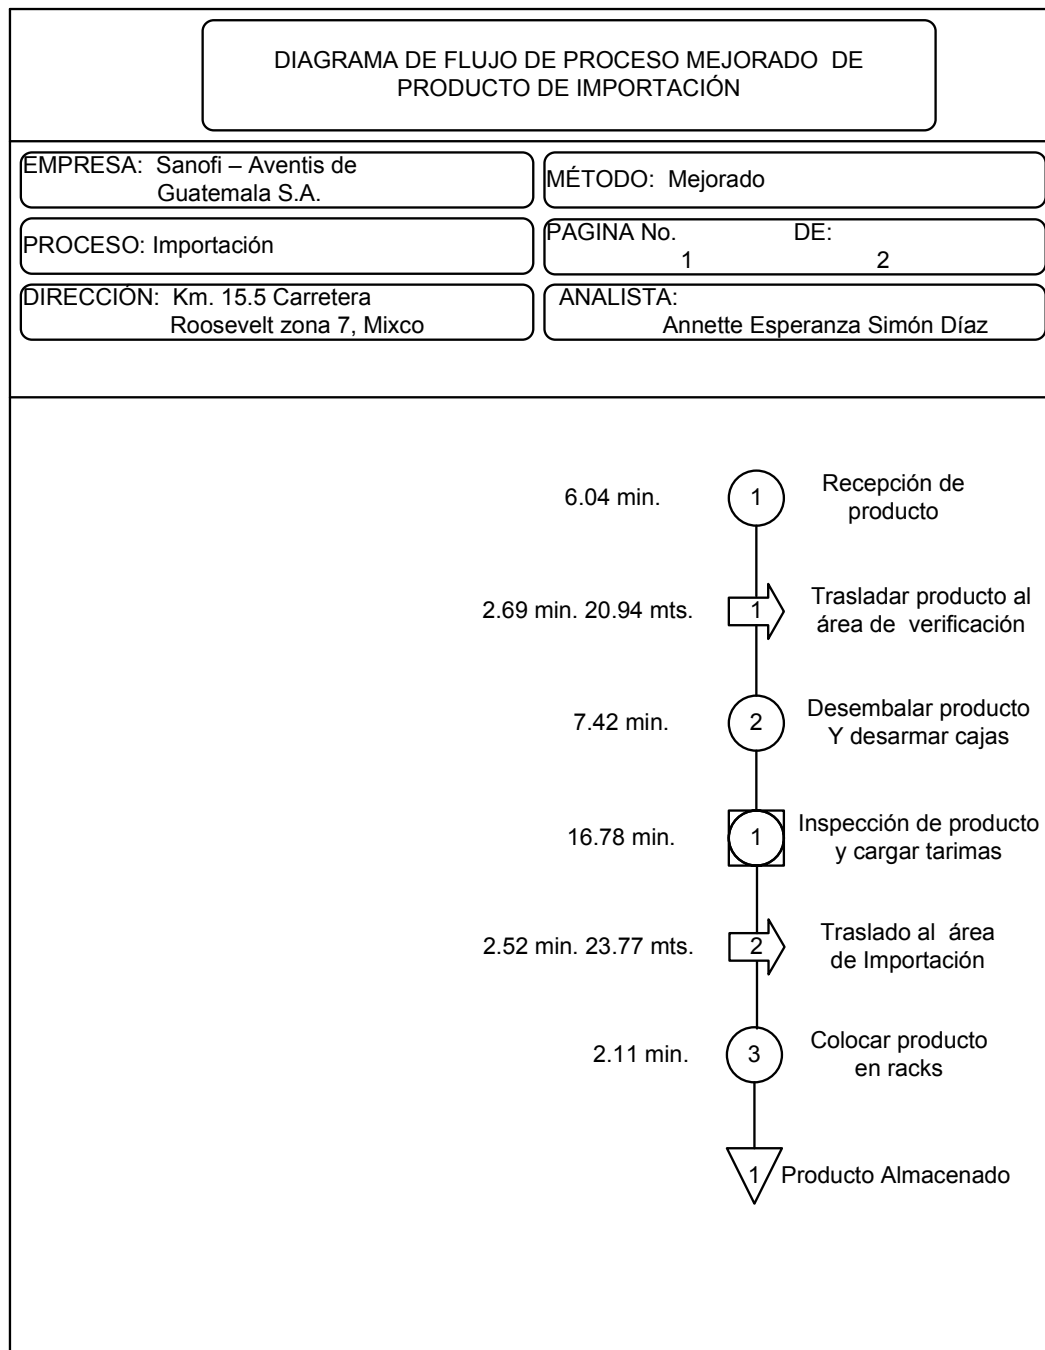 DIAGRAMA DE FLUJO DE PROCESO MEJORADO DE
PRODUCTO DE IMPORTACIÓN
EMPRESA: Sanofi – Aventis de
Guatemala S.A.
MÉTODO: Mejorado
PROCESO: Importación
PAGINA No. DE:
1 2
DIRECCIÓN: Km. 15.5 Carretera
Roosevelt zona 7, Mixco
ANALISTA:
Annette Esperanza Simón Díaz
6.04 min.
1
Recepción de
producto
2.69 min. 20.94 mts.
1
Trasladar producto al
área de verificación
7.42 min.
2
Desembalar producto
Y desarmar cajas
16.78 min.
1
Inspección de producto
y cargar tarimas
2.52 min. 23.77 mts.
2
Traslado al área
de Importación
2.11 min.
3
Colocar producto
en racks
1
Producto Almacenado